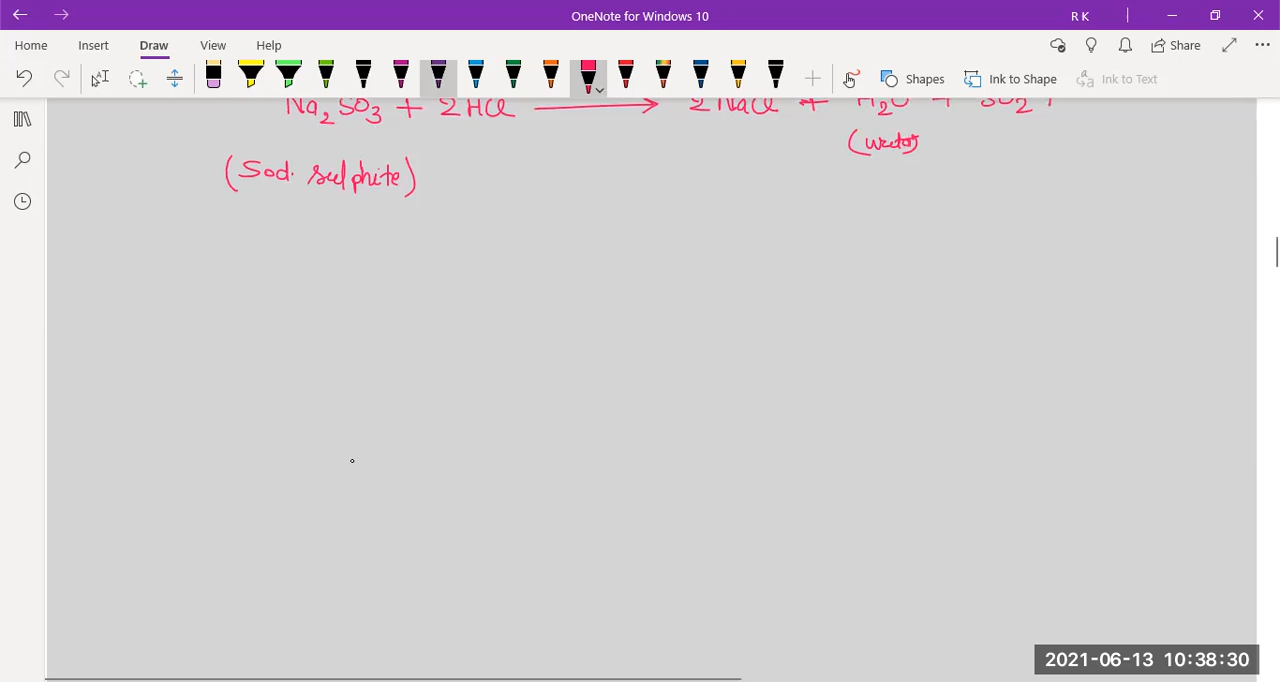 OneNote for Windows 10
R K
Home Insert Draw View Help
Share
Shapes Ink to Shape Ink to Text
Na2SO3 + 2HCl ⟶ 2NaCl + H2O + SO2 ↑
(water)
(Sod. sulphite)
2021-06-13 10:38:30